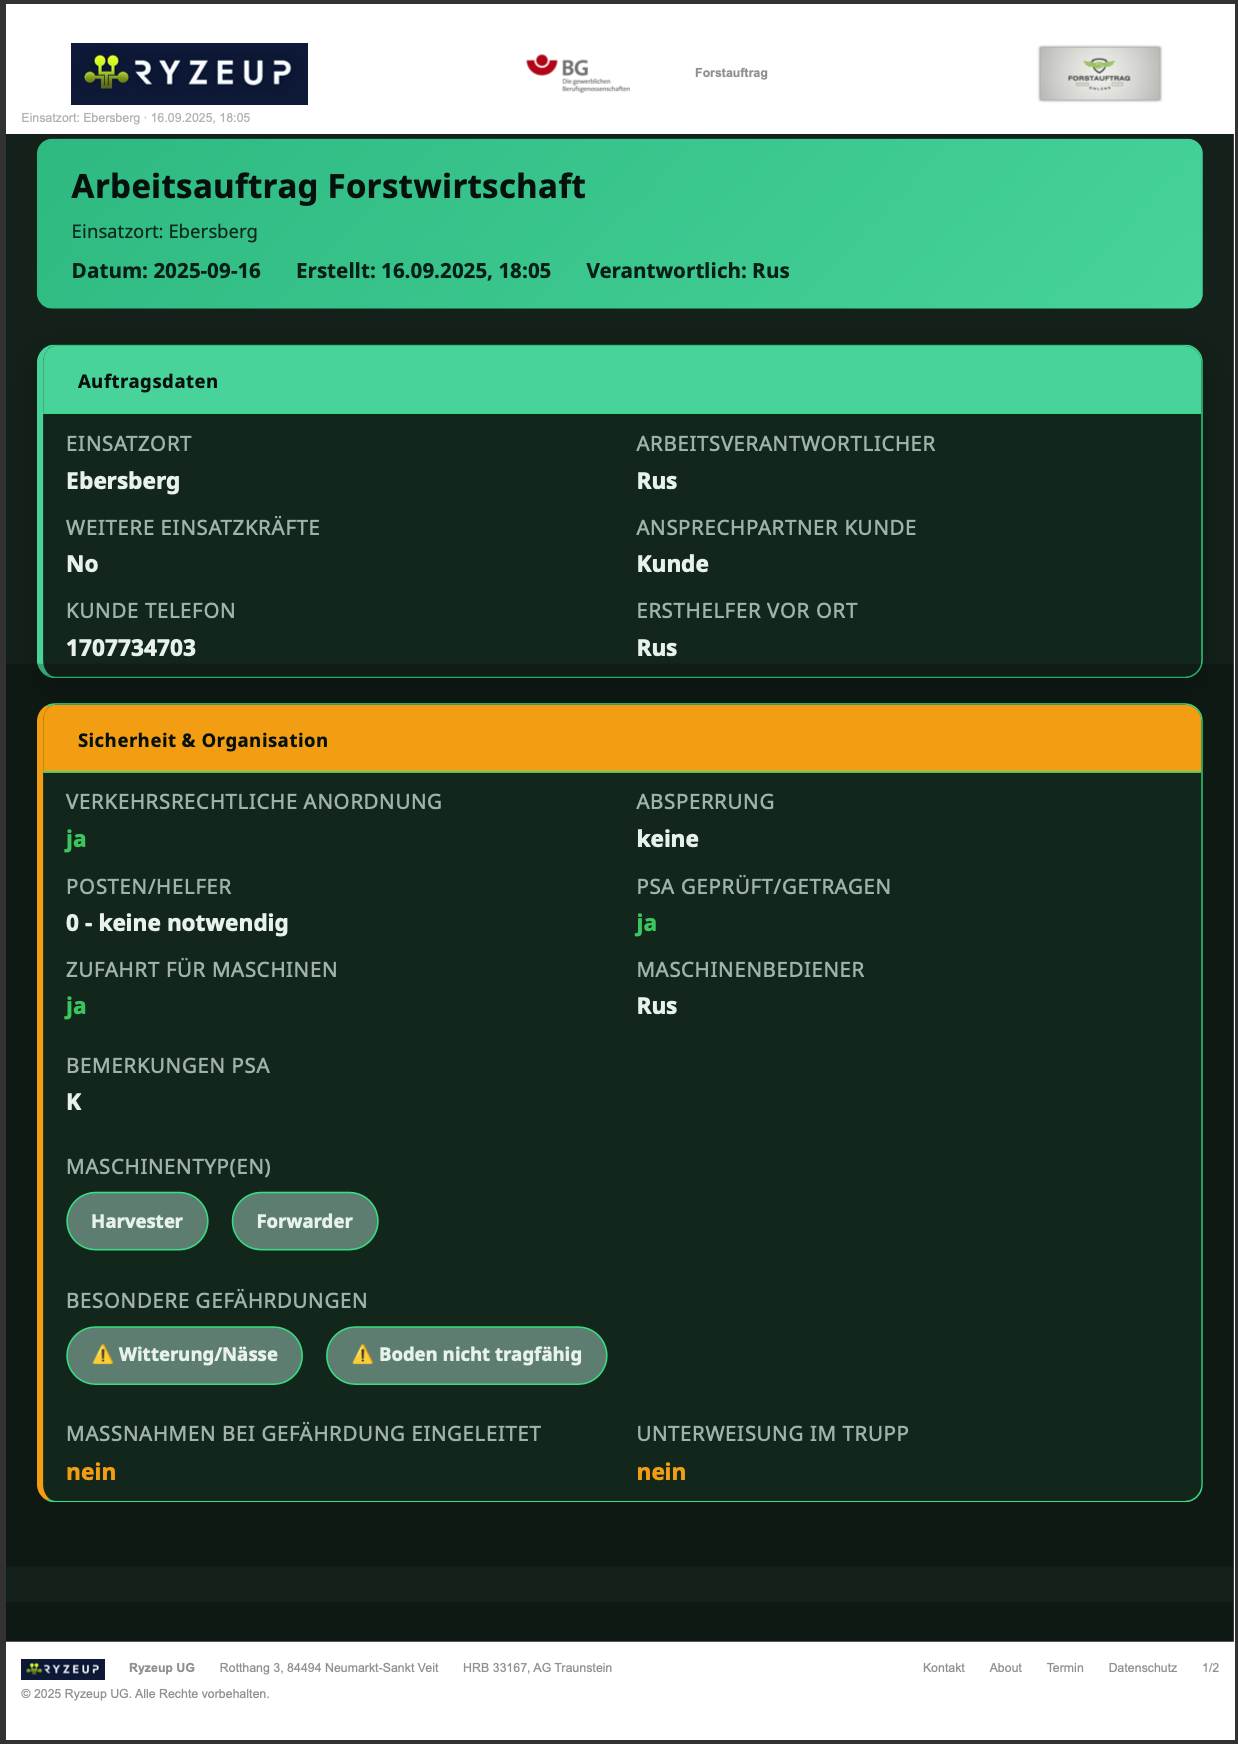 RYZEUP
BG
Die gewerblichen
Berufsgenossenschaften
Forstauftrag
FORSTAUFTRAG
ONLINE
Einsatzort: Ebersberg · 16.09.2025, 18:05
Arbeitsauftrag Forstwirtschaft
Einsatzort: Ebersberg
Datum: 2025-09-16 Erstellt: 16.09.2025, 18:05 Verantwortlich: Rus
Auftragsdaten
EINSATZORT ARBEITSVERANTWORTLICHER
Ebersberg Rus
WEITERE EINSATZKRÄFTE ANSPRECHPARTNER KUNDE
No Kunde
KUNDE TELEFON ERSTHELFER VOR ORT
1707734703 Rus
Sicherheit & Organisation
VERKEHRSRECHTLICHE ANORDNUNG ABSPERRUNG
ja keine
POSTEN/HELFER PSA GEPRÜFT/GETRAGEN
0 - keine notwendig ja
ZUFAHRT FÜR MASCHINEN MASCHINENBEDIENER
ja Rus
BEMERKUNGEN PSA
K
MASCHINENTYP(EN)
Harvester Forwarder
BESONDERE GEFÄHRDUNGEN
⚠️ Witterung/Nässe ⚠️ Boden nicht tragfähig
MASSNAHMEN BEI GEFÄHRDUNG EINGELEITET UNTERWEISUNG IM TRUPP
nein nein
RYZEUP Ryzeup UG Rotthang 3, 84494 Neumarkt-Sankt Veit HRB 33167, AG Traunstein Kontakt About Termin Datenschutz 1/2
© 2025 Ryzeup UG. Alle Rechte vorbehalten.